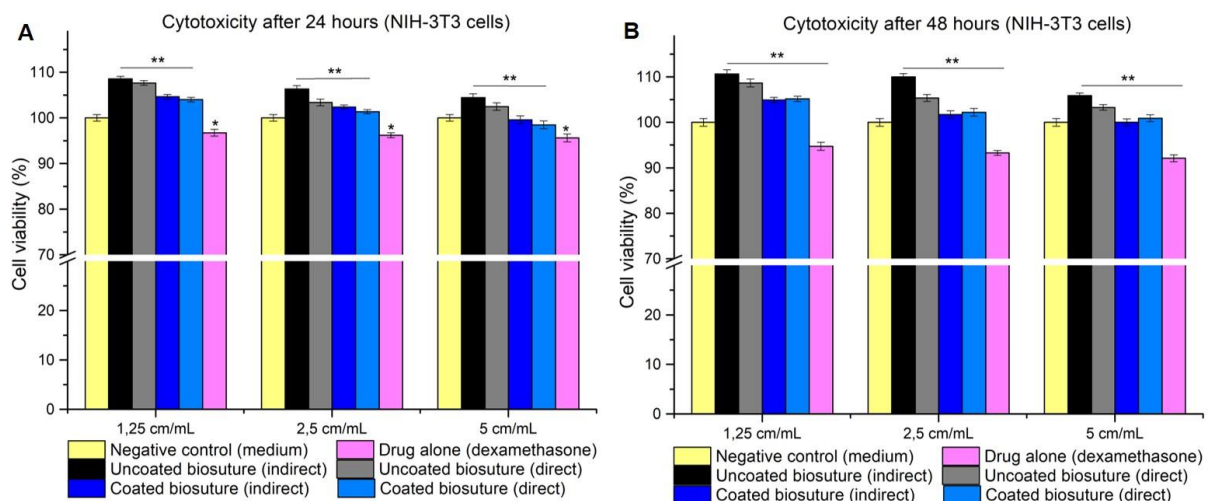 A
Cytotoxicity after 24 hours (NIH-3T3 cells)
Cell viability (%)
110
100
90
80
70
20
10
0
**
*
**
*
**
*
1,25 cm/mL
2,5 cm/mL
5 cm/mL
Negative control (medium)
Drug alone (dexamethasone)
Uncoated biosuture (indirect)
Uncoated biosuture (direct)
Coated biosuture (indirect)
Coated biosuture (direct)
B
Cytotoxicity after 48 hours (NIH-3T3 cells)
Cell viability (%)
110
100
90
80
70
20
10
0
**
**
**
1,25 cm/mL
2,5 cm/mL
5 cm/mL
Negative control (medium)
Drug alone (dexamethasone)
Uncoated biosuture (indirect)
Uncoated biosuture (direct)
Coated biosuture (indirect)
Coated biosuture (direct)